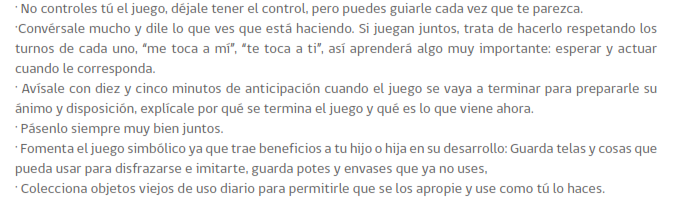 · No controles tú el juego, déjale tener el control, pero puedes guiarle cada vez que te parezca.
·Convérsale mucho y dile lo que ves que está haciendo. Si juegan juntos, trata de hacerlo respetando los
turnos de cada uno, “me toca a mí”, “te toca a ti”, así aprenderá algo muy importante: esperar y actuar
cuando le corresponda.
· Avísale con diez y cinco minutos de anticipación cuando el juego se vaya a terminar para prepararle su
ánimo y disposición, explícale por qué se termina el juego y qué es lo que viene ahora.
· Pásenlo siempre muy bien juntos.
· Fomenta el juego simbólico ya que trae beneficios a tu hijo o hija en su desarrollo: Guarda telas y cosas que
pueda usar para disfrazarse e imitarte, guarda potes y envases que ya no uses,
· Colecciona objetos viejos de uso diario para permitirle que se los apropie y use como tú lo haces.